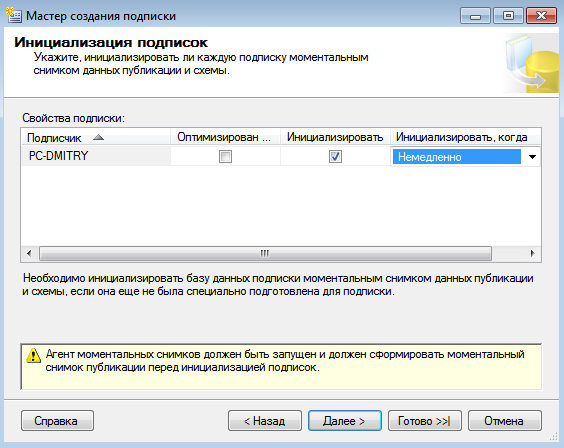 Мастер создания подписки
Инициализация подписок
Укажите, инициализировать ли каждую подписку моментальным
снимком данных публикации и схемы.
Свойства подписки:
Подписчик Оптимизирован ... Инициализировать Инициализировать, когда
PC-DMITRY Немедленно
Необходимо инициализировать базу данных подписки моментальным снимком данных публикации
и схемы, если она еще не была специально подготовлена для подписки.
Агент моментальных снимков должен быть запущен и должен сформировать моментальный
снимок публикации перед инициализацией подписок.
Справка < Назад Далее > Готово >>| Отмена